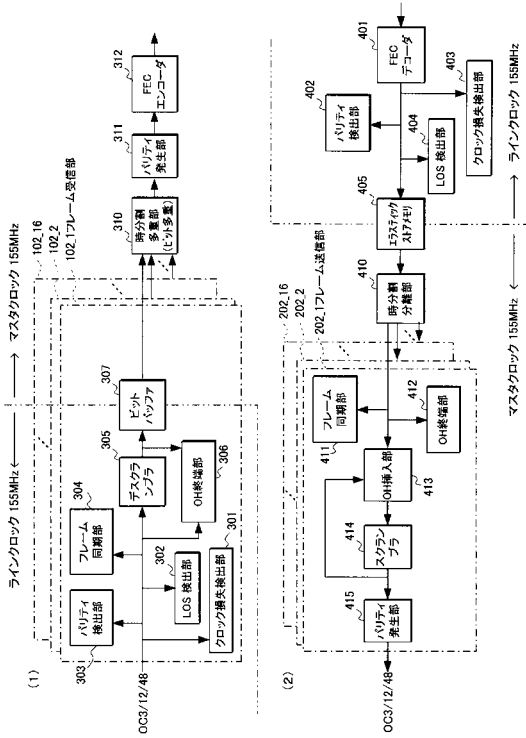 (1)
ラインクロック 155MHz
マスタクロック 155MHz
102_16
102_2
102_1フレーム受信部
OC3/12/48
303
パリティ
検出部
304
フレーム
同期部
305
デスクラ
ンブラ
307
ビット
バッファ
302
LOS 検出部
OH終端部
306
301
クロック損失検出部
310
時分割
多重部
(ビット多重)
311
パリティ
発生部
312
FEC
エンコーダ
(2)
マスタクロック 155MHz
ラインクロック 155MHz
202_16
202_2
202_1フレーム送信部
OC3/12/48
415
パリティ
発生部
414
スクラン
ブラ
OH挿入部
413
411
フレーム
同期部
412
OH終端部
410
時分割
分離部
405
エラスティック
ストアメモリ
404
LOS 検出部
402
パリティ
検出部
403
クロック損失検出部
401
FEC
デコーダ